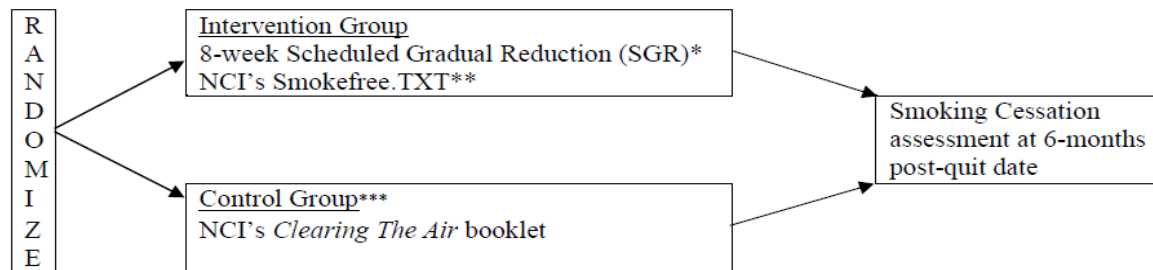 RANDOMIZE
Intervention Group
8-week Scheduled Gradual Reduction (SGR)*
NCI's Smokefree.TXT**
Control Group***
NCI's Clearing The Air booklet
Smoking Cessation
assessment at 6-months
post-quit date